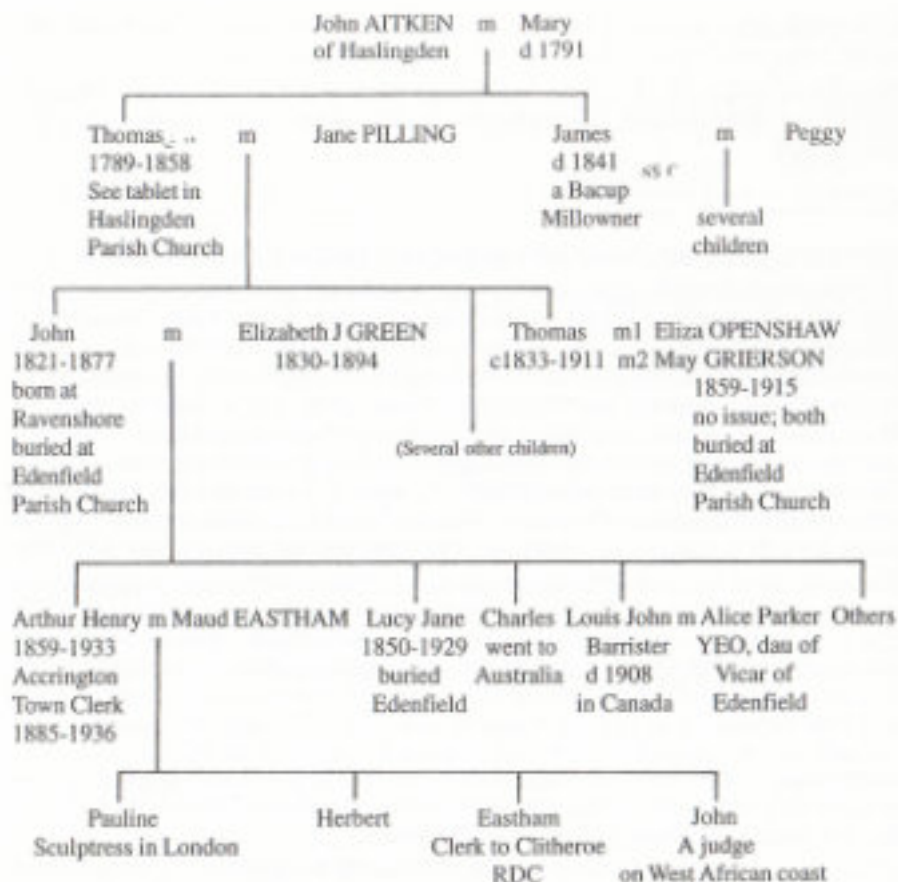 John AITKEN m Mary
of Haslingden d 1791
Thomas m Jane PILLING James m Peggy
1789-1858 d 1841
See tablet in a Bacup
Haslingden Millowner several
Parish Church children
John m Elizabeth J GREEN Thomas m1 Eliza OPENSHAW
1821-1877 1830-1894 c1833-1911 m2 May GRIERSON
born at 1859-1915
Ravenshore no issue; both
buried at (Several other children) buried at
Edenfield Edenfield
Parish Church Parish Church
Arthur Henry m Maud EASTHAM Lucy Jane Charles Louis John m Alice Parker Others
1859-1933 1850-1929 went to Barrister YEO, dau of
Accrington buried Australia d 1908 Vicar of
Town Clerk Edenfield in Canada Edenfield
1885-1936
Pauline Herbert Eastham John
Sculptress in London Clerk to Clitheroe A judge
RDC on West African coast